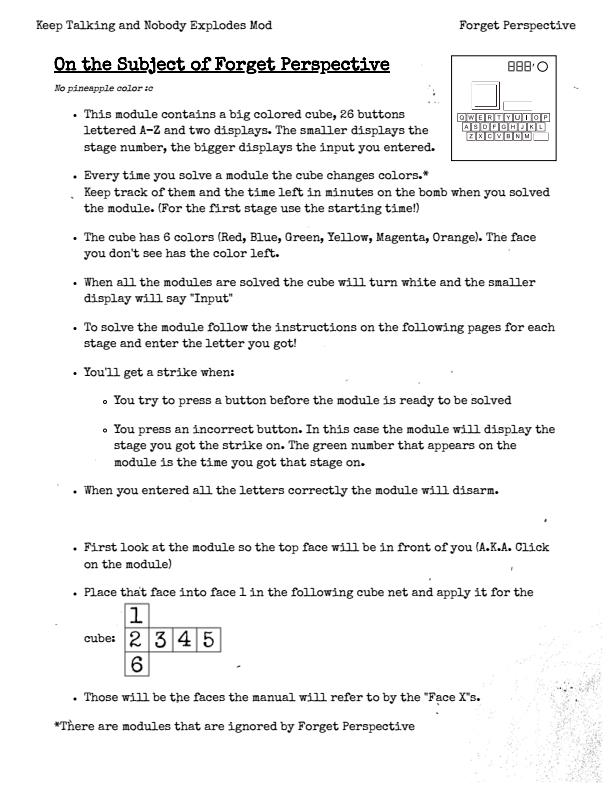 Keep Talking and Nobody Explodes Mod Forget Perspective
On the Subject of Forget Perspective
No pineapple color :c
• This module contains a big colored cube, 26 buttons
lettered A-Z and two displays. The smaller displays the
stage number, the bigger displays the input you entered.
• Every time you solve a module the cube changes colors.*
Keep track of them and the time left in minutes on the bomb when you solved
the module. (For the first stage use the starting time!)
• The cube has 6 colors (Red, Blue, Green, Yellow, Magenta, Orange). The face
you don't see has the color left.
• When all the modules are solved the cube will turn white and the smaller
display will say "Input"
• To solve the module follow the instructions on the following pages for each
stage and enter the letter you got!
• You'll get a strike when:
o You try to press a button before the module is ready to be solved
o You press an incorrect button. In this case the module will display the
stage you got the strike on. The green number that appears on the
module is the time you got that stage on.
• When you entered all the letters correctly the module will disarm.
• First look at the module so the top face will be in front of you (A.K.A. Click
on the module)
• Place that face into face 1 in the following cube net and apply it for the
cube:
1
2 3 4 5
6
• Those will be the faces the manual will refer to by the "Face X"s.
*There are modules that are ignored by Forget Perspective
888'
Q W E R T Y U I O P
A S D F G H J K L
Z X C V B N M